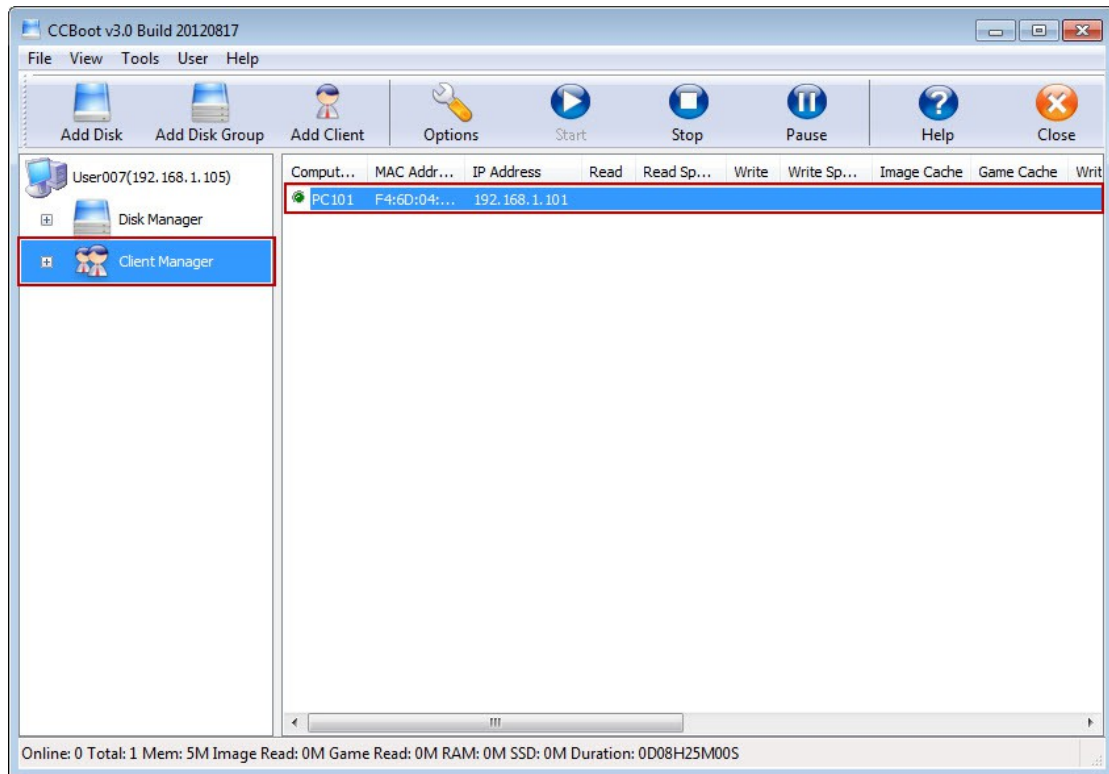 CCBoot v3.0 Build 20120817
File View Tools User Help
Add Disk Add Disk Group Add Client Options Start Stop Pause Help Close
User007(192.168.1.105)
Disk Manager
Client Manager
Comput... MAC Addr... IP Address Read Read Sp... Write Write Sp... Image Cache Game Cache Writ
PC101 F4:6D:04:... 192.168.1.101
Online: 0 Total: 1 Mem: 5M Image Read: 0M Game Read: 0M RAM: 0M SSD: 0M Duration: 0D08H25M00S